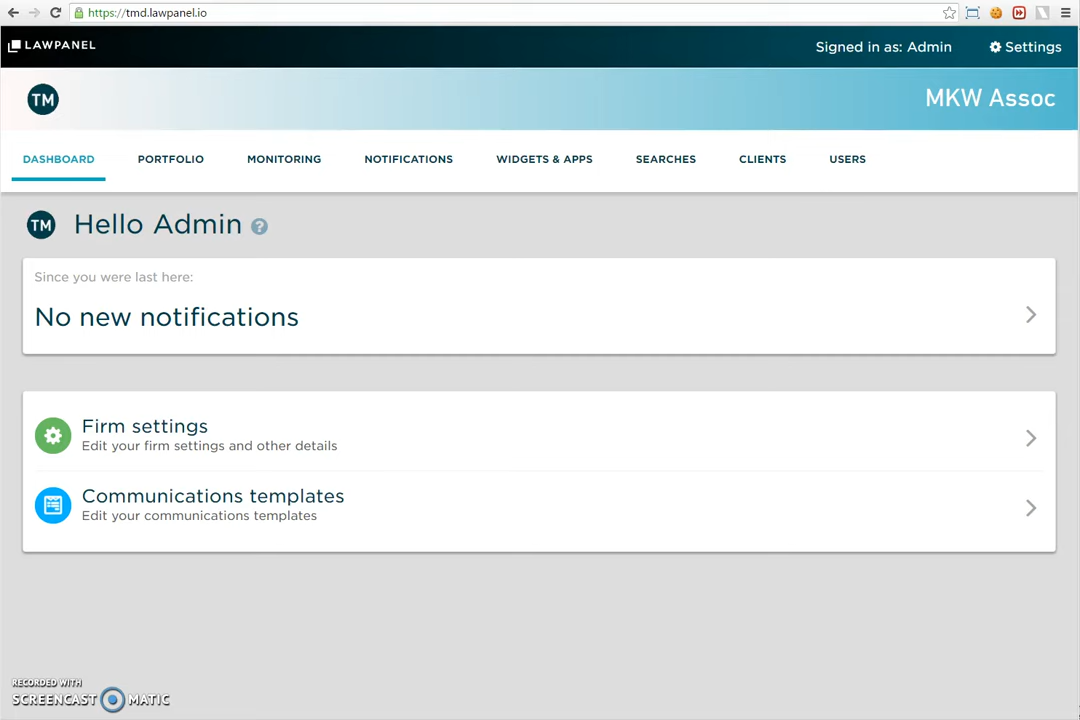 https://tmd.lawpanel.io
LAWPANEL
Signed in as: Admin
Settings
TM
MKW Assoc
DASHBOARD
PORTFOLIO
MONITORING
NOTIFICATIONS
WIDGETS & APPS
SEARCHES
CLIENTS
USERS
TM
Hello Admin ?
Since you were last here:
No new notifications
Firm settings
Edit your firm settings and other details
Communications templates
Edit your communications templates
RECORDED WITH
SCREENCAST MATIC